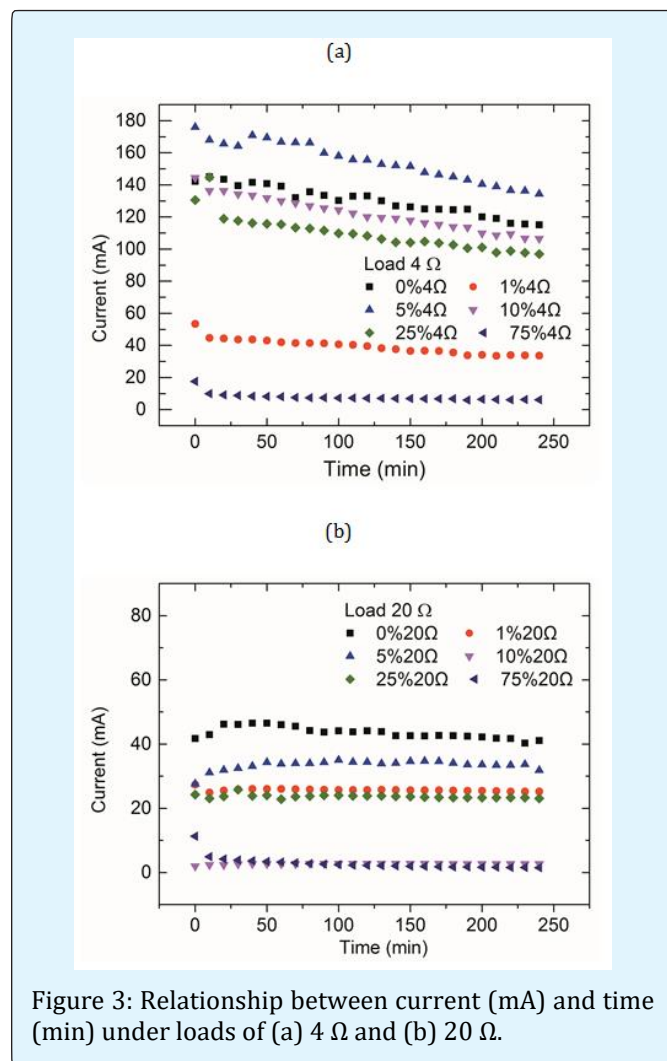 (a)
180
160
140
120
100
80
60
40
20
0
Current (mA)
Load 4 Ω
0%4Ω 1%4Ω
5%4Ω 10%4Ω
25%4Ω 75%4Ω
0 50 100 150 200 250
Time (min)
(b)
80
60
40
20
0
Current (mA)
Load 20 Ω
0%20Ω 1%20Ω
5%20Ω 10%20Ω
25%20Ω 75%20Ω
0 50 100 150 200 250
Time (min)
Figure 3: Relationship between current (mA) and time
(min) under loads of (a) 4 Ω and (b) 20 Ω.